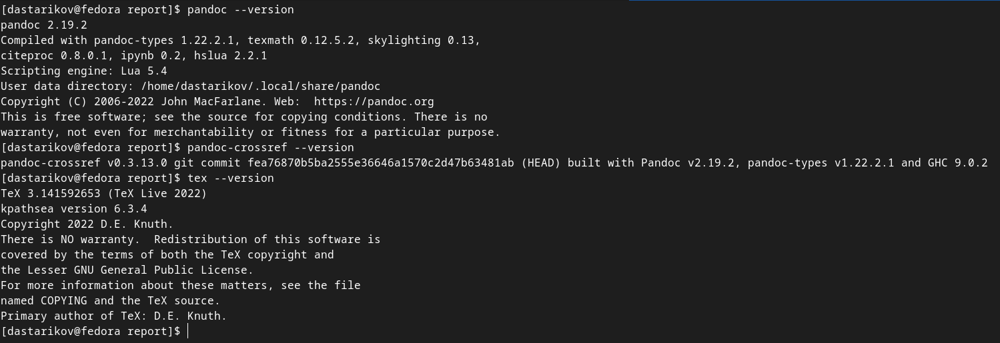 [dastarikov@fedora report]$ pandoc --version
pandoc 2.19.2
Compiled with pandoc-types 1.22.2.1, texmath 0.12.5.2, skylighting 0.13,
citeproc 0.8.0.1, ipynb 0.2, hslua 2.2.1
Scripting engine: Lua 5.4
User data directory: /home/dastarikov/.local/share/pandoc
Copyright (C) 2006-2022 John MacFarlane. Web:  https://pandoc.org
This is free software; see the source for copying conditions. There is no
warranty, not even for merchantability or fitness for a particular purpose.
[dastarikov@fedora report]$ pandoc-crossref --version
pandoc-crossref v0.3.13.0 git commit fea76870b5ba2555e36646a1570c2d47b63481ab (HEAD) built with Pandoc v2.19.2, pandoc-types v1.22.2.1 and GHC 9.0.2
[dastarikov@fedora report]$ tex --version
TeX 3.141592653 (TeX Live 2022)
kpathsea version 6.3.4
Copyright 2022 D.E. Knuth.
There is NO warranty.  Redistribution of this software is
covered by the terms of both the TeX copyright and
the Lesser GNU General Public License.
For more information about these matters, see the file
named COPYING and the TeX source.
Primary author of TeX: D.E. Knuth.
[dastarikov@fedora report]$